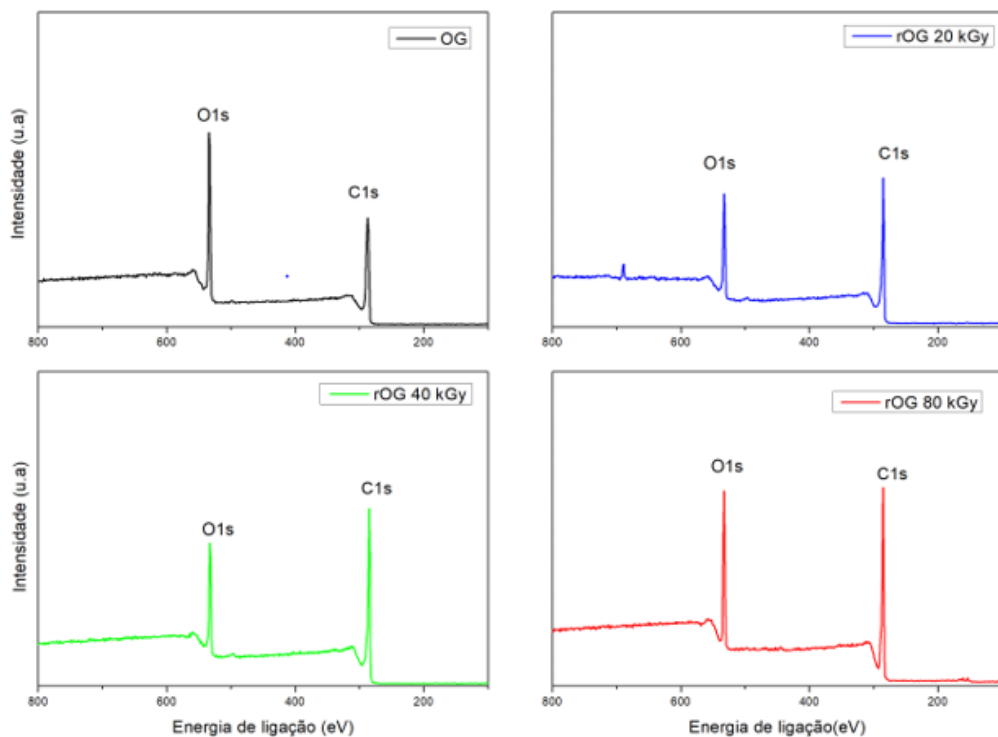 OG
O1s
C1s
Intensidade (u.a)
800
600
400
200
rOG 20 kGy
O1s
C1s
800
600
400
200
rOG 40 kGy
O1s
C1s
Intensidade (u.a)
800
600
400
200
Energia de ligação (eV)
rOG 80 kGy
O1s
C1s
800
600
400
200
Energia de ligação(eV)